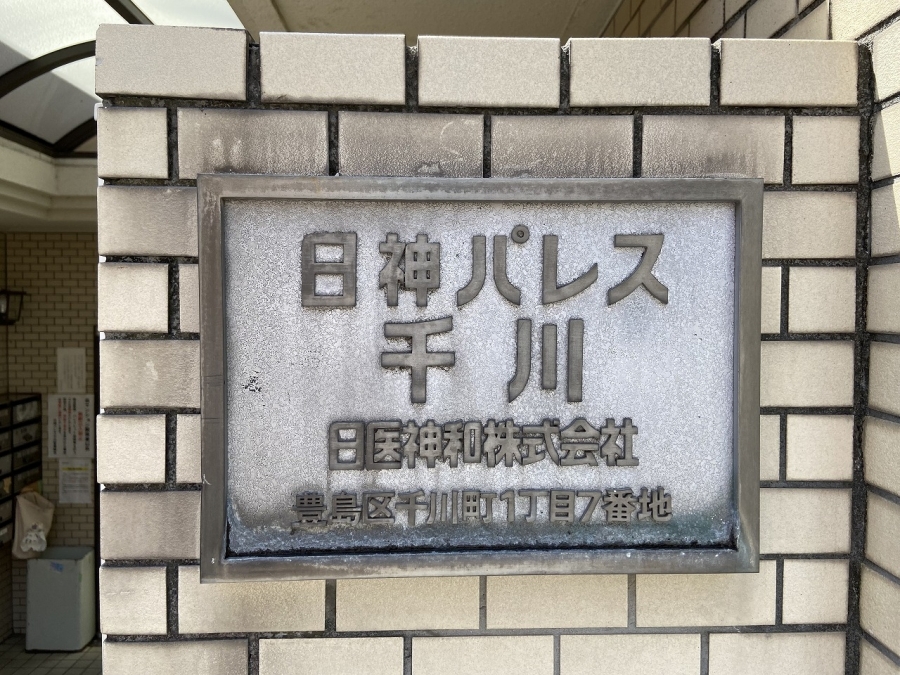 日神パレス
千川
日医神和株式会社
豊島区千川町1丁目7番地